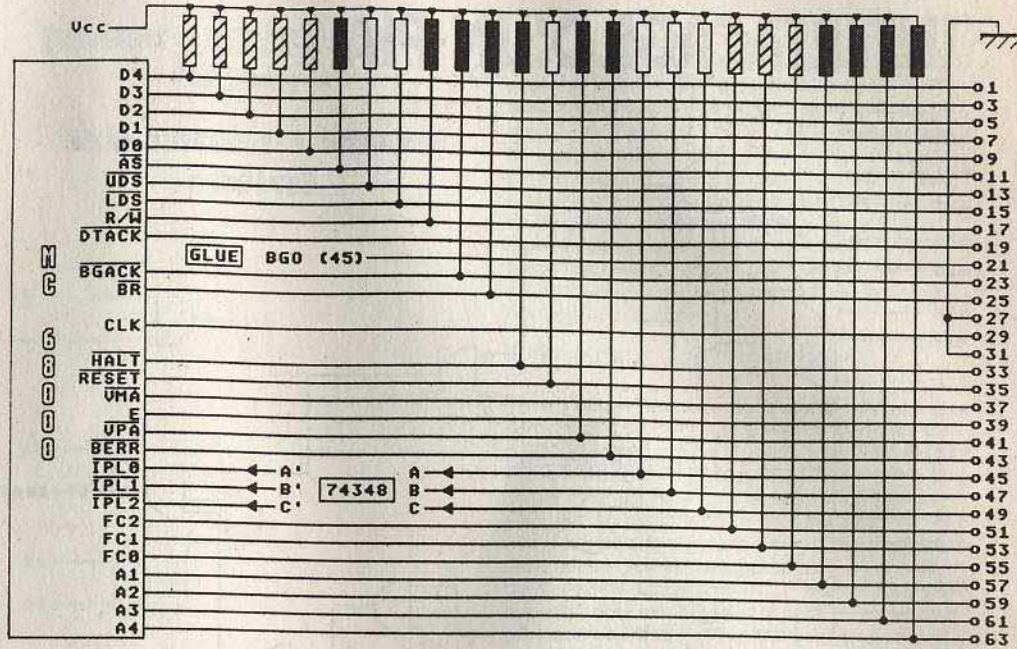 Vcc
D4
D3
D2
D1
D0
AS
UDS
LDS
R/W
DTACK
GLUE BGO (45)
BGACK
BR
CLK
HALT
RESET
VMA
E
VPA
BERR
IPL0
IPL1
IPL2
FC2
FC1
FC0
A1
A2
A3
A4
MC 68000
A'
B'
C'
74348
A
B
C
1
3
5
7
9
11
13
15
17
19
21
23
25
27
29
31
33
35
37
39
41
43
45
47
49
51
53
55
57
59
61
63